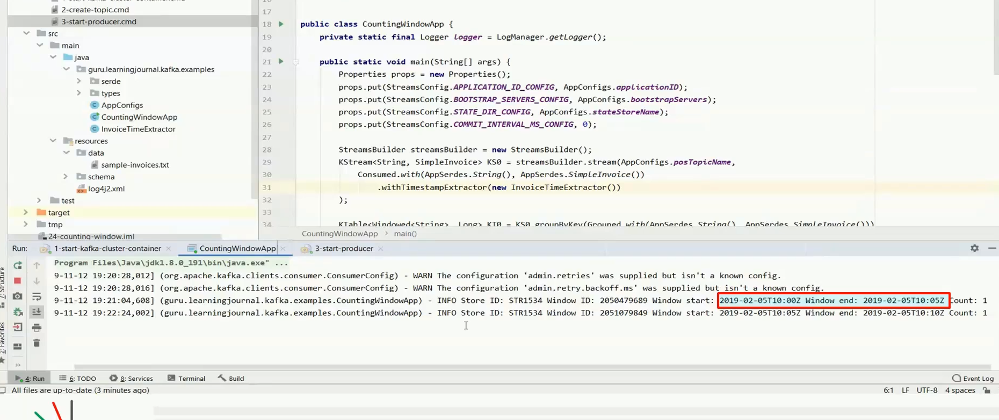 2-create-topic.cmd
3-start-producer.cmd
src
main
java
guru.learningjournal.kafka.examples
serde
types
AppConfigs
CountingWindowApp
InvoiceTimeExtractor
resources
data
sample-invoices.txt
schema
log4j2.xml
test
target
tmp
24-counting-window.iml
17
18 public class CountingWindowApp {
19 private static final Logger logger = LogManager.getLogger();
20
21 public static void main(String[] args) {
22 Properties props = new Properties();
23 props.put(StreamsConfig.APPLICATION_ID_CONFIG, AppConfigs.applicationID);
24 props.put(StreamsConfig.BOOTSTRAP_SERVERS_CONFIG, AppConfigs.bootstrapServers);
25 props.put(StreamsConfig.STATE_DIR_CONFIG, AppConfigs.stateStoreName);
26 props.put(StreamsConfig.COMMIT_INTERVAL_MS_CONFIG, 0);
27
28 StreamsBuilder streamsBuilder = new StreamsBuilder();
29 KStream<String, SimpleInvoice> KS0 = streamsBuilder.stream(AppConfigs.posTopicName,
30 Consumed.with(AppSerdes.String(), AppSerdes.SimpleInvoice())
31 .withTimestampExtractor(new InvoiceTimeExtractor())
32 );
33
34 KTable<Windowed<String>, Long> KT0 = KS0.groupByKey(Grouped.with(AppSerdes.String(), AppSerdes.SimpleInvoice()))
CountingWindowApp > main()
Run: 1-start-kafka-cluster-container × CountingWindowApp × 3-start-producer ×
Program Files\Java\jdk1.8.0_191\bin\java.exe" ...
9-11-12 19:20:28,012] (org.apache.kafka.clients.consumer.ConsumerConfig) - WARN The configuration 'admin.retries' was supplied but isn't a known config.
9-11-12 19:20:28,016] (org.apache.kafka.clients.consumer.ConsumerConfig) - WARN The configuration 'admin.retry.backoff.ms' was supplied but isn't a known config.
9-11-12 19:21:04,608] (guru.learningjournal.kafka.examples.CountingWindowApp) - INFO Store ID: STR1534 Window ID: 2050479689 Window start: 2019-02-05T10:00Z Window end: 2019-02-05T10:05Z Count: 1
9-11-12 19:22:24,002] (guru.learningjournal.kafka.examples.CountingWindowApp) - INFO Store ID: STR1534 Window ID: 2051079849 Window start: 2019-02-05T10:05Z Window end: 2019-02-05T10:10Z Count: 1
Z: Structure
2: Favorites
4: Run 6: TODO 8: Services Terminal Build Event Log
All files are up-to-date (3 minutes ago) 6:1 LF UTF-8 4 spaces